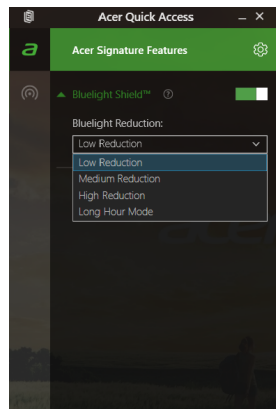 Acer Quick Access
a
Acer Signature Features
Bluelight Shield™ ?
Bluelight Reduction:
Low Reduction
Low Reduction
Medium Reduction
High Reduction
Long Hour Mode
acer